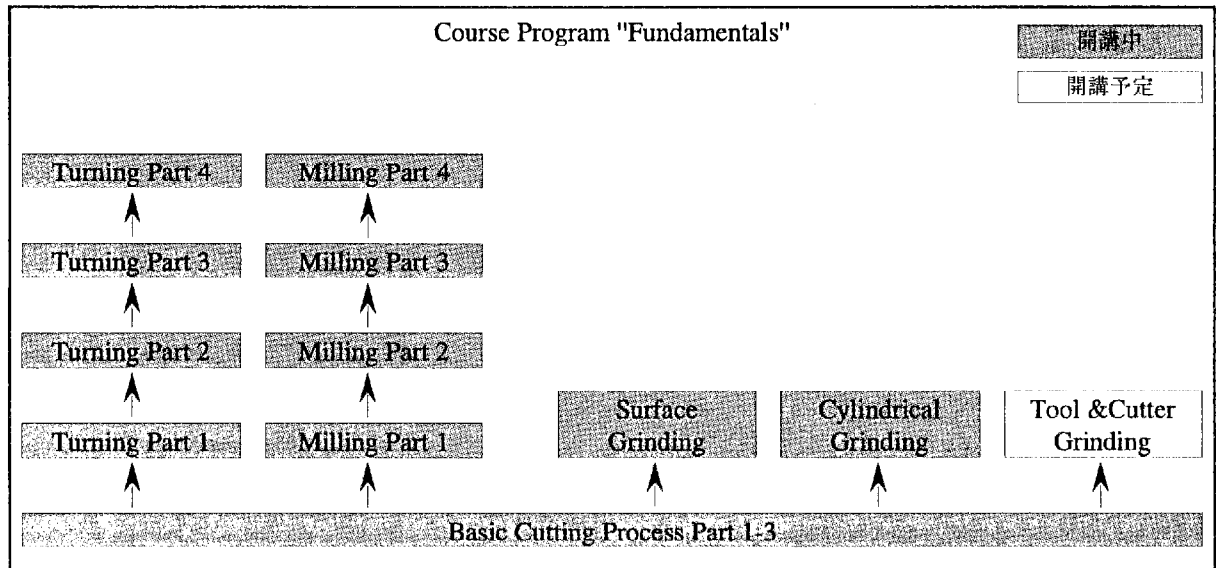 Course Program "Fundamentals"
開講中
開講予定
Turning Part 4
Milling Part 4
Turning Part 3
Milling Part 3
Turning Part 2
Milling Part 2
Turning Part 1
Milling Part 1
Surface
Grinding
Cylindrical
Grinding
Tool &Cutter
Grinding
Basic Cutting Process Part 1-3